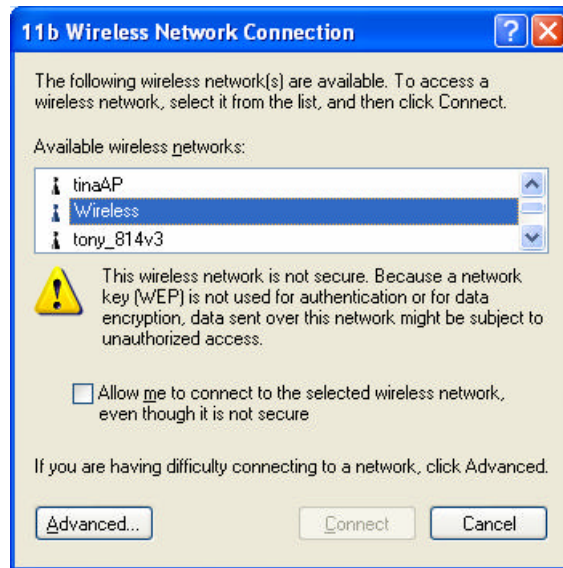 11b Wireless Network Connection
The following wireless network(s) are available. To access a
wireless network, select it from the list, and then click Connect.
Available wireless networks:
tinaAP
Wireless
tony_814v3
This wireless network is not secure. Because a network
key (WEP) is not used for authentication or for data
encryption, data sent over this network might be subject to
unauthorized access.
Allow me to connect to the selected wireless network,
even though it is not secure
If you are having difficulty connecting to a network, click Advanced.
Advanced... Connect Cancel